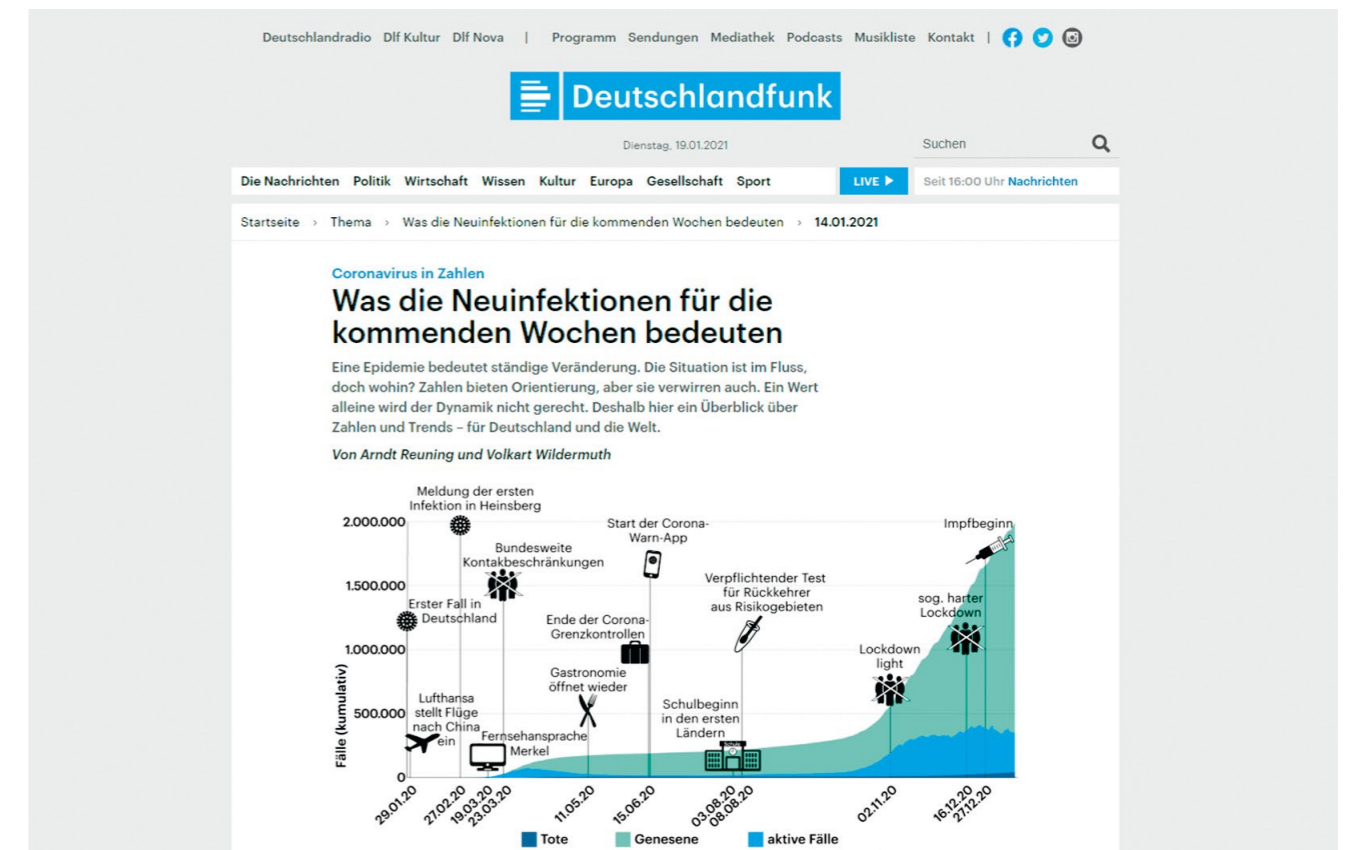 Deutschlandradio Dlf Kultur Dlf Nova | Programm Sendungen Mediathek Podcasts Musikliste Kontakt |
Deutschlandfunk
Dienstag, 19.01.2021
Suchen
Die Nachrichten Politik Wirtschaft Wissen Kultur Europa Gesellschaft Sport
LIVE
Seit 16:00 Uhr Nachrichten
Startseite › Thema › Was die Neuinfektionen für die kommenden Wochen bedeuten › 14.01.2021
Coronavirus in Zahlen
Was die Neuinfektionen für die
kommenden Wochen bedeuten
Eine Epidemie bedeutet ständige Veränderung. Die Situation ist im Fluss,
doch wohin? Zahlen bieten Orientierung, aber sie verwirren auch. Ein Wert
alleine wird der Dynamik nicht gerecht. Deshalb hier ein Überblick über
Zahlen und Trends – für Deutschland und die Welt.
Von Arndt Reuning und Volkart Wildermuth
Fälle (kumulativ)
2.000.000
1.500.000
1.000.000
500.000
0
Meldung der ersten
Infektion in Heinsberg
Bundesweite
Kontakbeschränkungen
Erster Fall in
Deutschland
Lufthansa
stellt Flüge
nach China
ein
Fernsehansprache
Merkel
Start der Corona-
Warn-App
Ende der Corona-
Grenzkontrollen
Gastronomie
öffnet wieder
Verpflichtender Test
für Rückkehrer
aus Risikogebieten
Schulbeginn
in den ersten
Ländern
Schule
Lockdown
light
sog. harter
Lockdown
Impfbeginn
29.01.20
27.02.20
19.03.20
23.03.20
11.05.20
15.06.20
03.08.20
08.08.20
02.11.20
16.12.20
27.12.20
Tote
Genesene
aktive Fälle